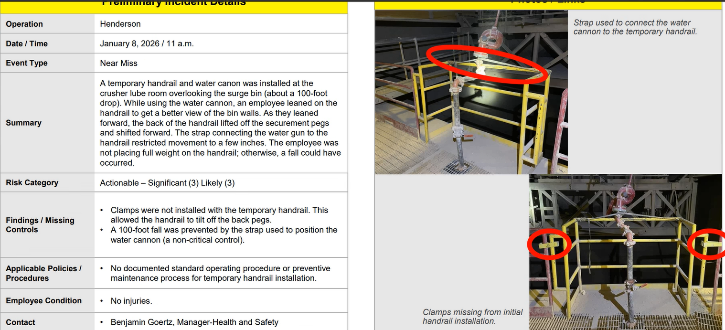 Preliminary Incident Details
Operation
Henderson
Date / Time
January 8, 2026 / 11 a.m.
Event Type
Near Miss
Summary
A temporary handrail and water canon was installed at the
crusher lube room overlooking the surge bin (about a 100-foot
drop). While using the water cannon, an employee leaned on the
handrail to get a better view of the bin walls. As they leaned
forward, the back of the handrail lifted off the securement pegs
and shifted forward. The strap connecting the water gun to the
handrail restricted movement to a few inches. The employee was
not placing full weight on the handrail; otherwise, a fall could have
occurred.
Risk Category
Actionable – Significant (3) Likely (3)
Findings / Missing
Controls
• Clamps were not installed with the temporary handrail. This
allowed the handrail to tilt off the back pegs.
• A 100-foot fall was prevented by the strap used to position the
water cannon (a non-critical control).
Applicable Policies /
Procedures
• No documented standard operating procedure or preventive
maintenance process for temporary handrail installation.
Employee Condition
• No injuries.
Contact
• Benjamin Goertz, Manager-Health and Safety
Strap used to connect the water
cannon to the temporary handrail.
Clamps missing from initial
handrail installation.